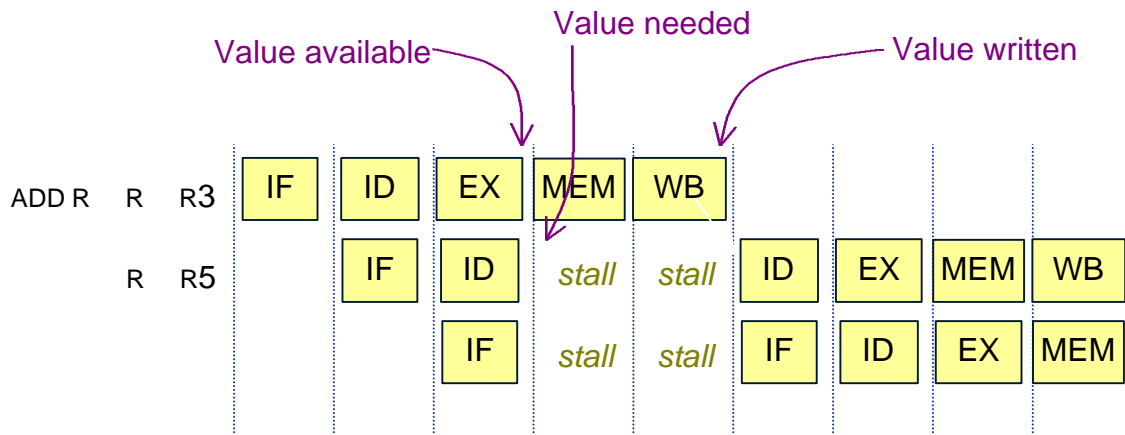 Value needed
Value available
Value written
ADD R R R3 IF ID EX MEM WB
R R5 IF ID stall stall ID EX MEM WB
IF stall stall IF ID EX MEM